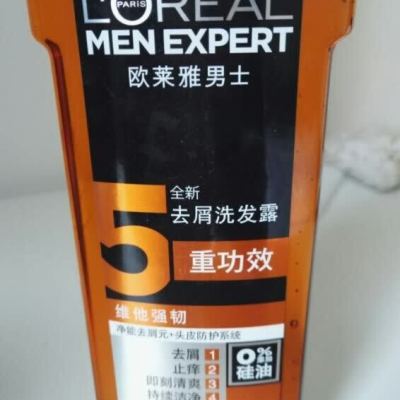 L'ORÉAL
PARIS
MEN EXPERT
欧莱雅男士
全新
去屑洗发露
5 重功效
维他强韧
净能去屑元·头皮防护系统
去屑 1
止痒 2
即刻清爽 3
持续洁净 4
0%
硅油